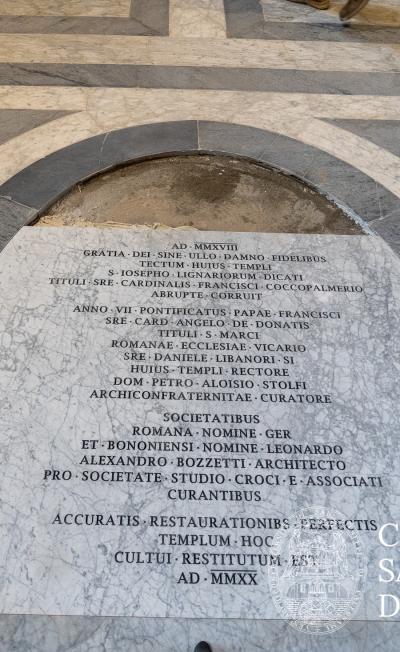 AD · MMXVIII
GRATIA · DEI · SINE · ULLO · DAMNO · FIDELIBUS
TECTUM · HUIUS · TEMPLI
S · IOSEPHO · LIGNARIORUM · DICATI
TITULI · SRE · CARDINALIS · FRANCISCI · COCCOPALMERIO
ABRUPTE · CORRUIT
ANNO · VII · PONTIFICATUS · PAPAE · FRANCISCI
SRE · CARD · ANGELO · DE · DONATIS
TITULI · S · MARCI
ROMANAE · ECCLESIAE · VICARIO
SRE · DANIELE · LIBANORI · SI
HUIUS · TEMPLI · RECTORE
DOM · PETRO · ALOISIO · STOLFI
ARCHICONFRATERNITAE · CURATORE
SOCIETATIBUS
ROMANA · NOMINE · GER
ET · BONONIENSI · NOMINE · LEONARDO
ALEXANDRO · BOZZETTI · ARCHITECTO
PRO · SOCIETATE · STUDIO · CROCI · E · ASSOCIATI
CURANTIBUS
ACCURATIS · RESTAURATIONIBS · PERFECTIS
TEMPLUM · HOC
CULTUI · RESTITUTUM · EST
AD · MMXX
C
SA
D